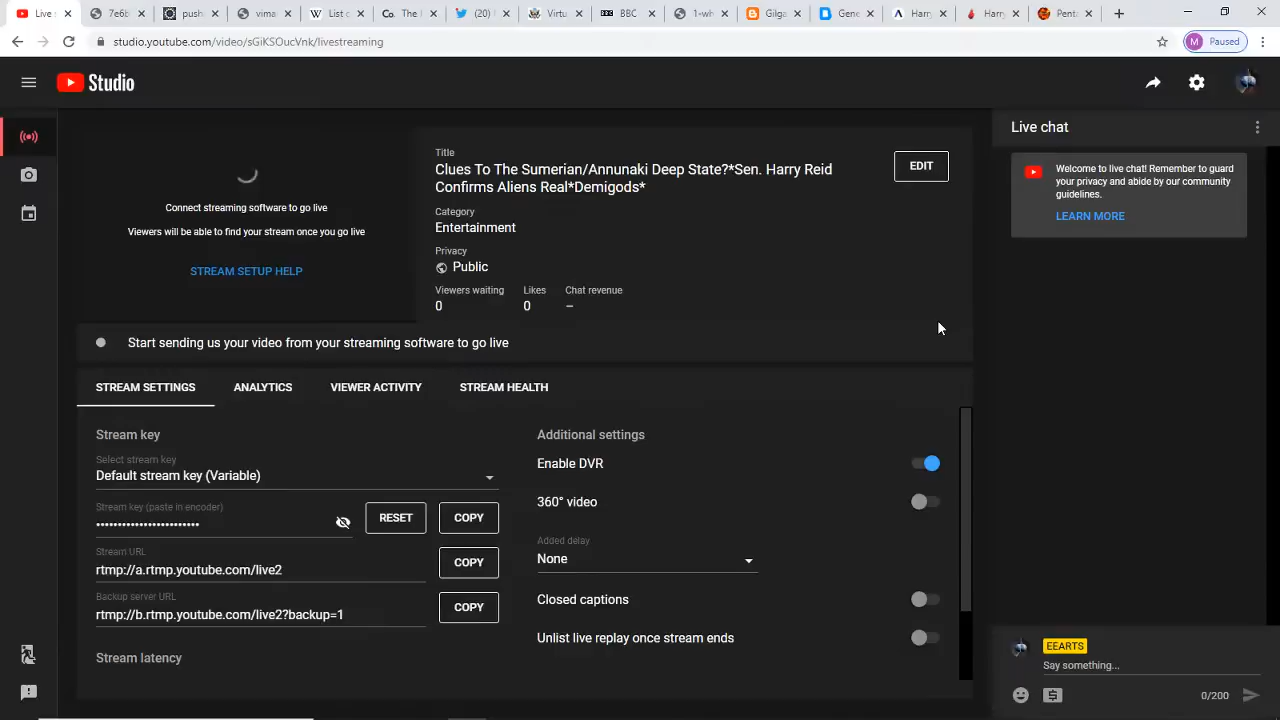 Live s
7e6b
push
vima
List o
Co. The
(20)
Virtu
BBC
1-wh
Gilga
Gene
Harry
Harry
Penta
studio.youtube.com/video/sGiKSOucVnk/livestreaming
M Paused
Studio
Connect streaming software to go live
Viewers will be able to find your stream once you go live
STREAM SETUP HELP
Title
Clues To The Sumerian/Annunaki Deep State?*Sen. Harry Reid
Confirms Aliens Real*Demigods*
EDIT
Category
Entertainment
Privacy
Public
Viewers waiting Likes Chat revenue
0 0 –
Start sending us your video from your streaming software to go live
STREAM SETTINGS ANALYTICS VIEWER ACTIVITY STREAM HEALTH
Stream key
Select stream key
Default stream key (Variable)
Stream key (paste in encoder)
••••••••••••••••••••••••
RESET COPY
Stream URL
rtmp://a.rtmp.youtube.com/live2
COPY
Backup server URL
rtmp://b.rtmp.youtube.com/live2?backup=1
COPY
Stream latency
Additional settings
Enable DVR
360° video
Added delay
None
Closed captions
Unlist live replay once stream ends
Live chat
Welcome to live chat! Remember to guard
your privacy and abide by our community
guidelines.
LEARN MORE
EEARTS
Say something...
0/200